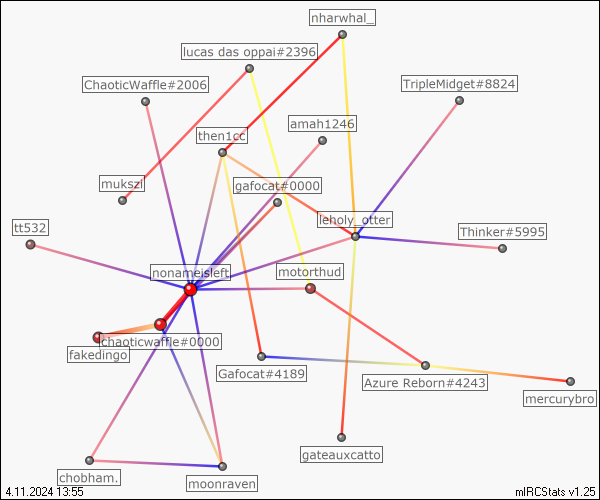 nharwhal_
lucas das oppai#2396
ChaoticWaffle#2006
TripleMidget#8824
amah1246
then1cc
mukszi
gafocat#0000
leholy_otter
tt532
Thinker#5995
nonameisleft
motorthud
chaoticwaffle#0000
fakedingo
Gafocat#4189
Azure Reborn#4243
mercurybro
gateauxcatto
chobham.
moonraven
4.11.2024 13:55
mIRCStats v1.25